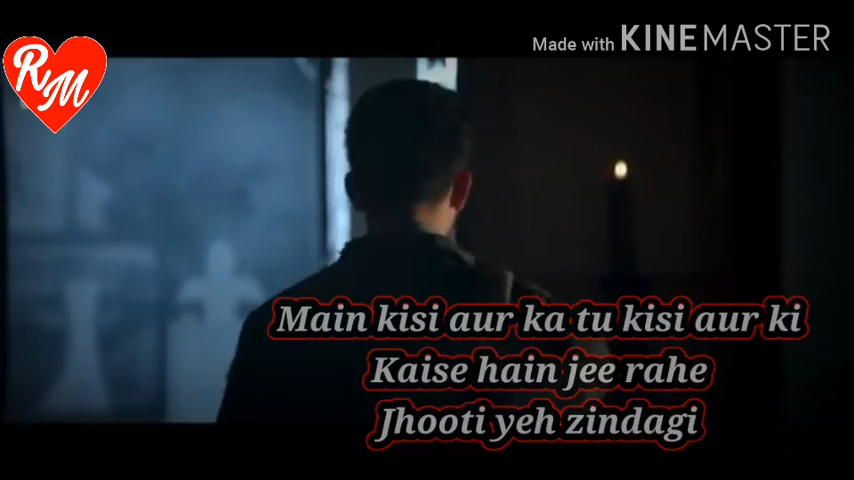 Made with KINEMASTER
RM
Main kisi aur ka tu kisi aur ki
Kaise hain jee rahe
Jhooti yeh zindagi